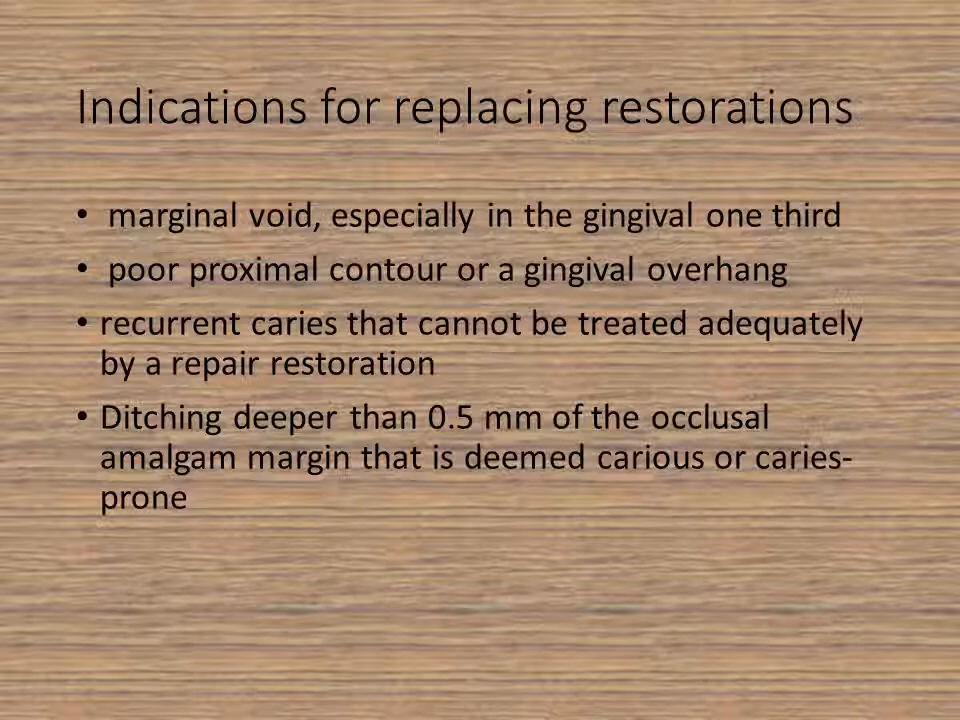 Indications for replacing restorations
• marginal void, especially in the gingival one third
• poor proximal contour or a gingival overhang
• recurrent caries that cannot be treated adequately
by a repair restoration
• Ditching deeper than 0.5 mm of the occlusal
amalgam margin that is deemed carious or caries-
prone